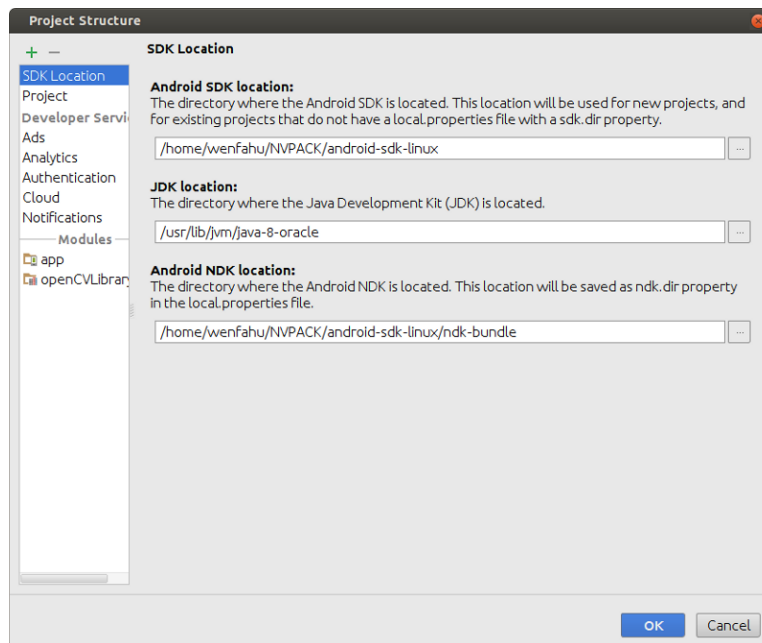 Project Structure
SDK Location
Project
Developer Servi
Ads
Analytics
Authentication
Cloud
Notifications
Modules
app
openCVLibrar
SDK Location
Android SDK location:
The directory where the Android SDK is located. This location will be used for new projects, and
for existing projects that do not have a local.properties file with a sdk.dir property.
/home/wenfahu/NVPACK/android-sdk-linux
...
JDK location:
The directory where the Java Development Kit (JDK) is located.
/usr/lib/jvm/java-8-oracle
...
Android NDK location:
The directory where the Android NDK is located. This location will be saved as ndk.dir property
in the local.properties file.
/home/wenfahu/NVPACK/android-sdk-linux/ndk-bundle
...
OK
Cancel